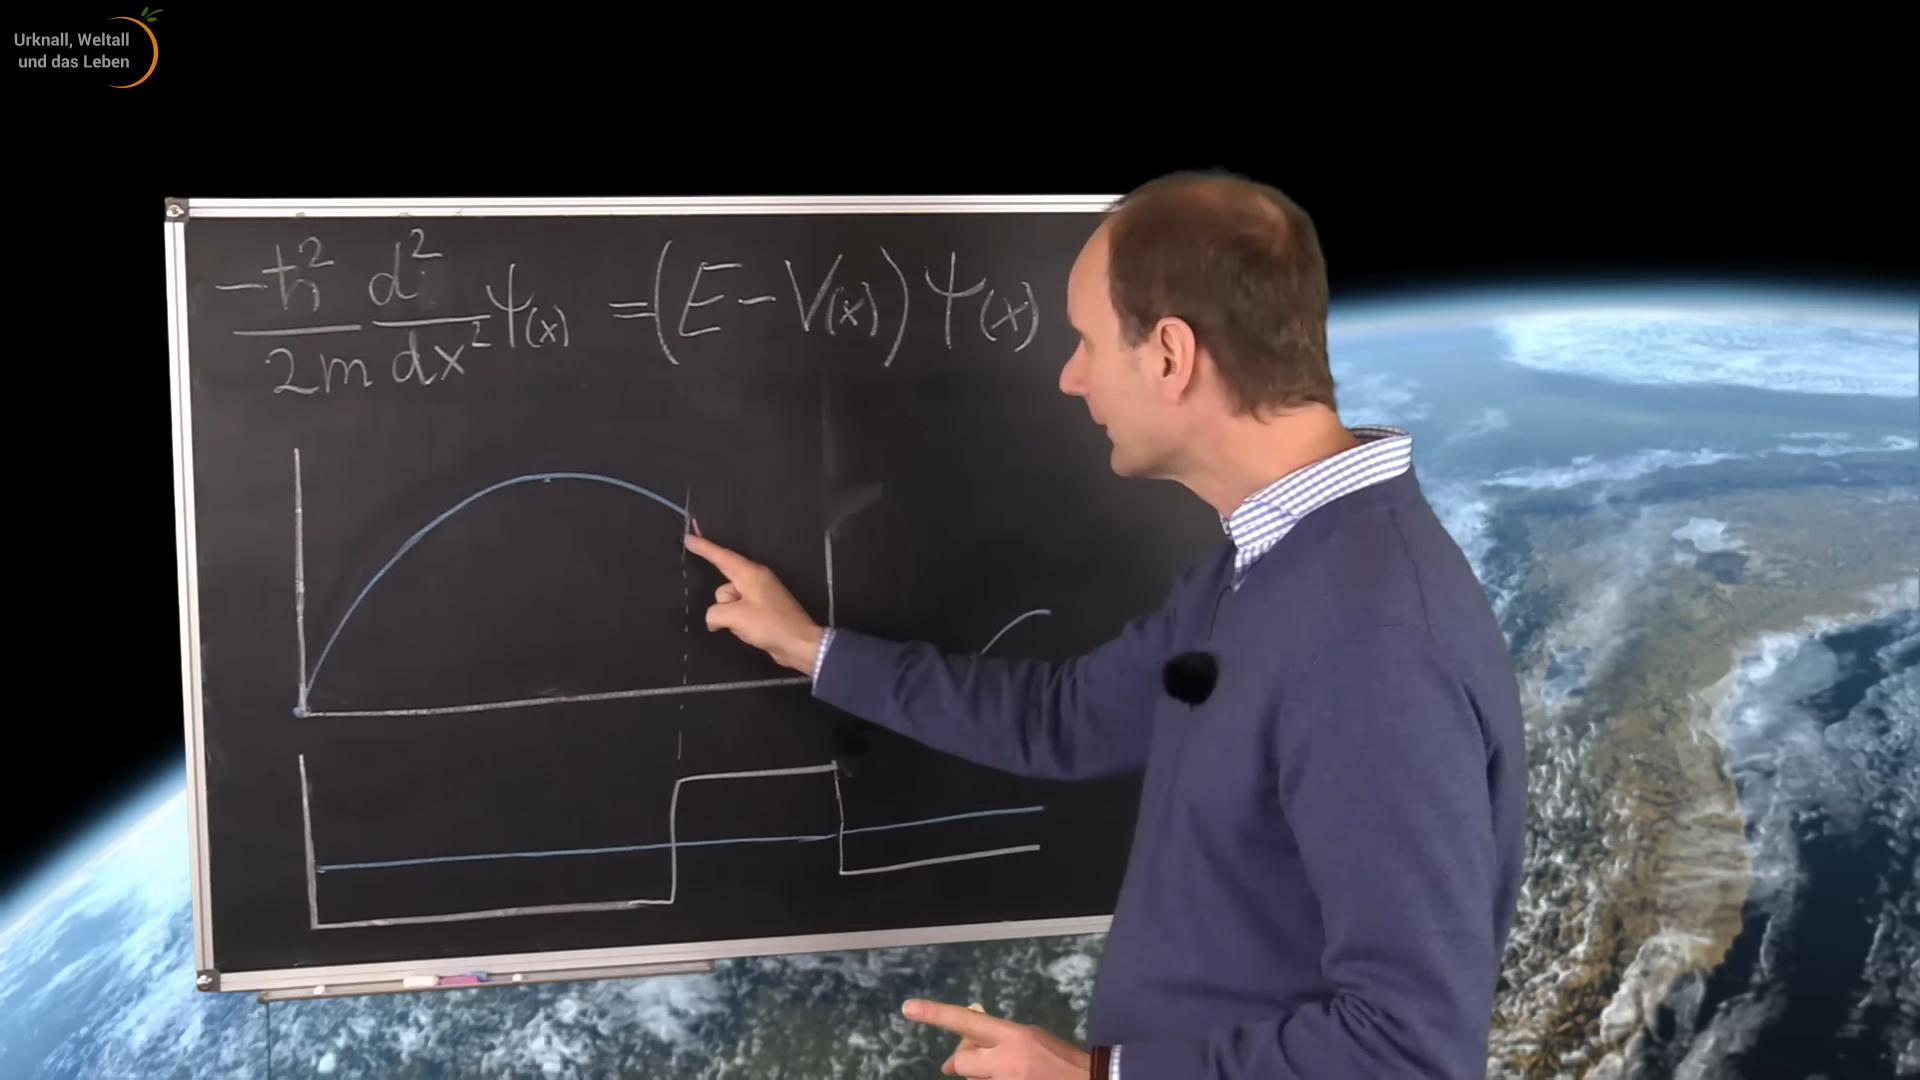 Urknall, Weltall
und das Leben
-ħ²/2m d²/dx² ψ(x) = (E - V(x)) ψ(x)